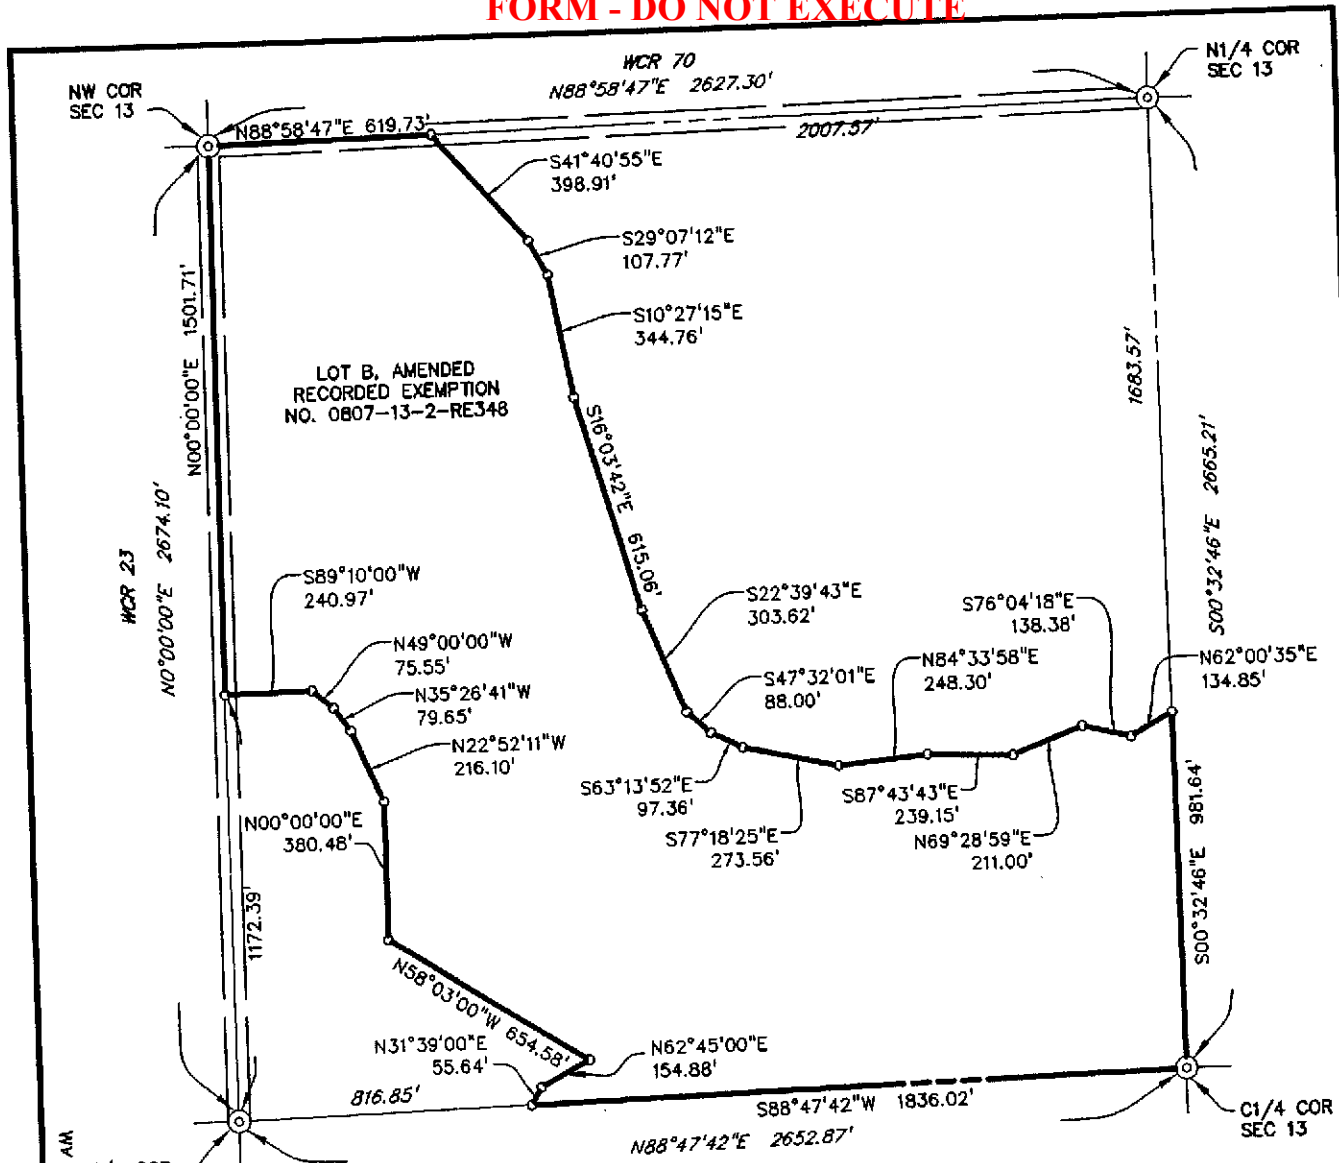 FORM - DO NOT EXECUTE
WCR 70
N88°58'47"E 2627.30'
N1/4 COR
SEC 13
NW COR
SEC 13
N88°58'47"E 619.73'
2007.57'
S41°40'55"E
398.91'
S29°07'12"E
107.77'
S10°27'15"E
344.76'
N00°00'00"E 1501.71'
LOT B, AMENDED
RECORDED EXEMPTION
NO. 0807-13-2-RE348
1683.57'
S16°03'42"E 615.06'
S00°32'46"E 2665.21'
WCR 23
N0°00'00"E 2674.10'
S89°10'00"W
240.97'
S22°39'43"E
303.62'
S76°04'18"E
138.38'
N49°00'00"W
75.55'
N62°00'35"E
134.85'
S47°32'01"E
88.00'
N84°33'58"E
248.30'
N35°26'41"W
79.65'
N22°52'11"W
216.10'
S63°13'52"E
97.36'
S87°43'43"E
239.15'
S77°18'25"E
273.56'
N69°28'59"E
211.00'
N00°00'00"E
380.48'
S00°32'46"E 981.64'
1172.39'
N58°03'00"W 654.58'
N31°39'00"E
55.64'
N62°45'00"E
154.88'
816.85'
S88°47'42"W 1836.02'
N88°47'42"E 2652.87'
C1/4 COR
SEC 13
AM